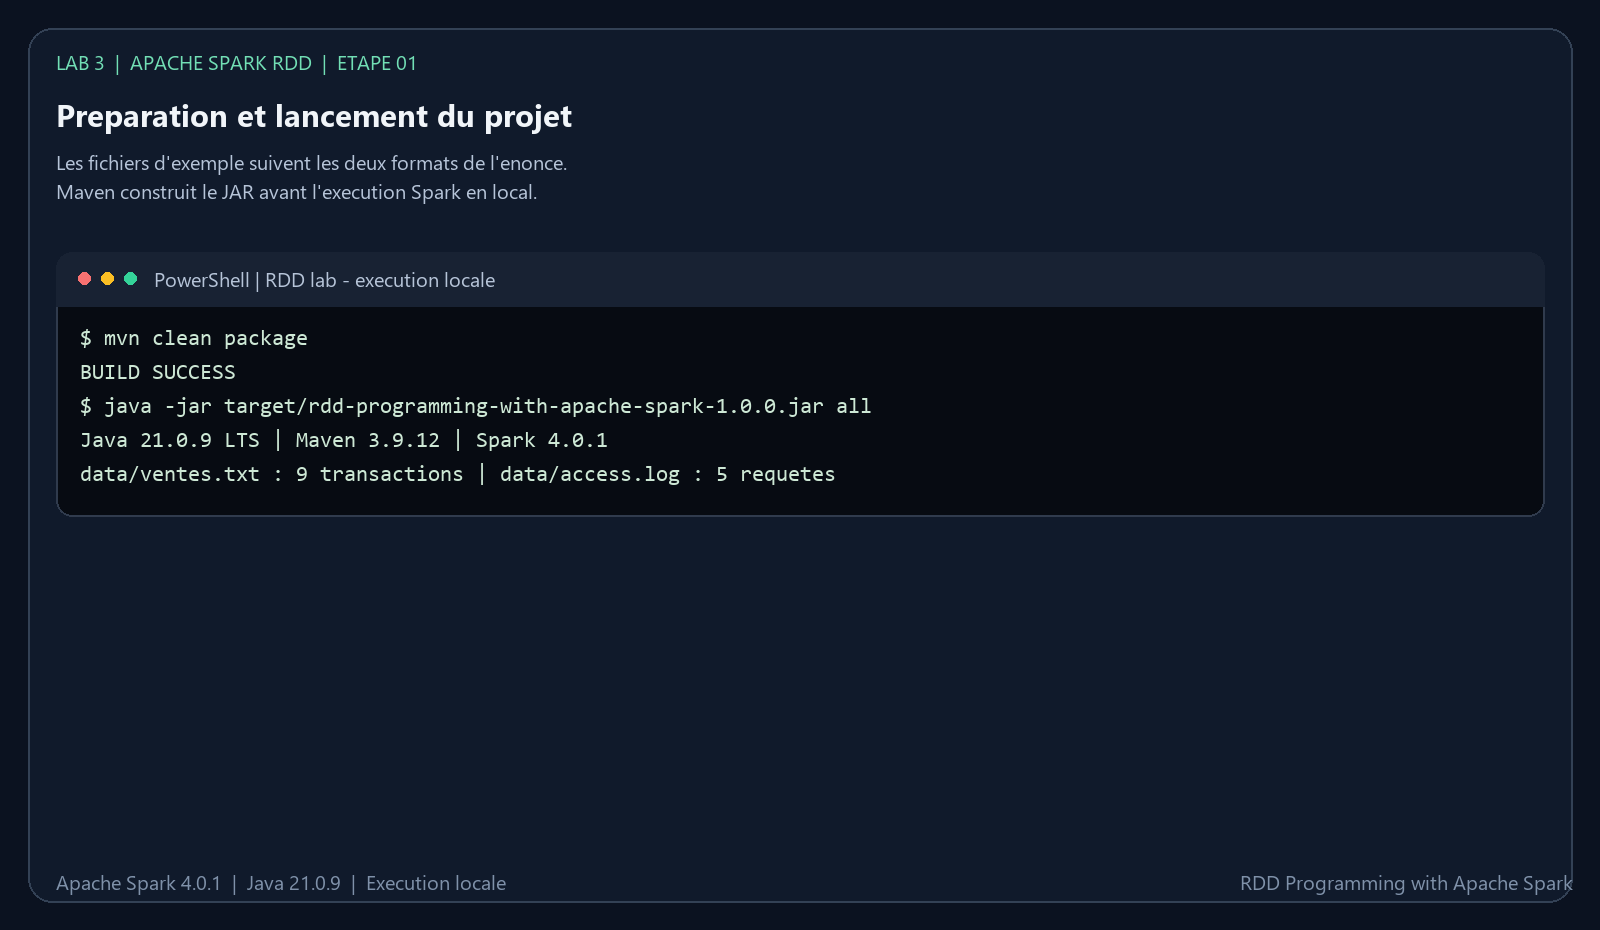 LAB 3 | APACHE SPARK RDD | ETAPE 01
Preparation et lancement du projet
Les fichiers d'exemple suivent les deux formats de l'enonce.
Maven construit le JAR avant l'execution Spark en local.
PowerShell | RDD lab - execution locale
$ mvn clean package
BUILD SUCCESS
$ java -jar target/rdd-programming-with-apache-spark-1.0.0.jar all
Java 21.0.9 LTS | Maven 3.9.12 | Spark 4.0.1
data/ventes.txt : 9 transactions | data/access.log : 5 requetes
Apache Spark 4.0.1 | Java 21.0.9 | Execution locale
RDD Programming with Apache Spark